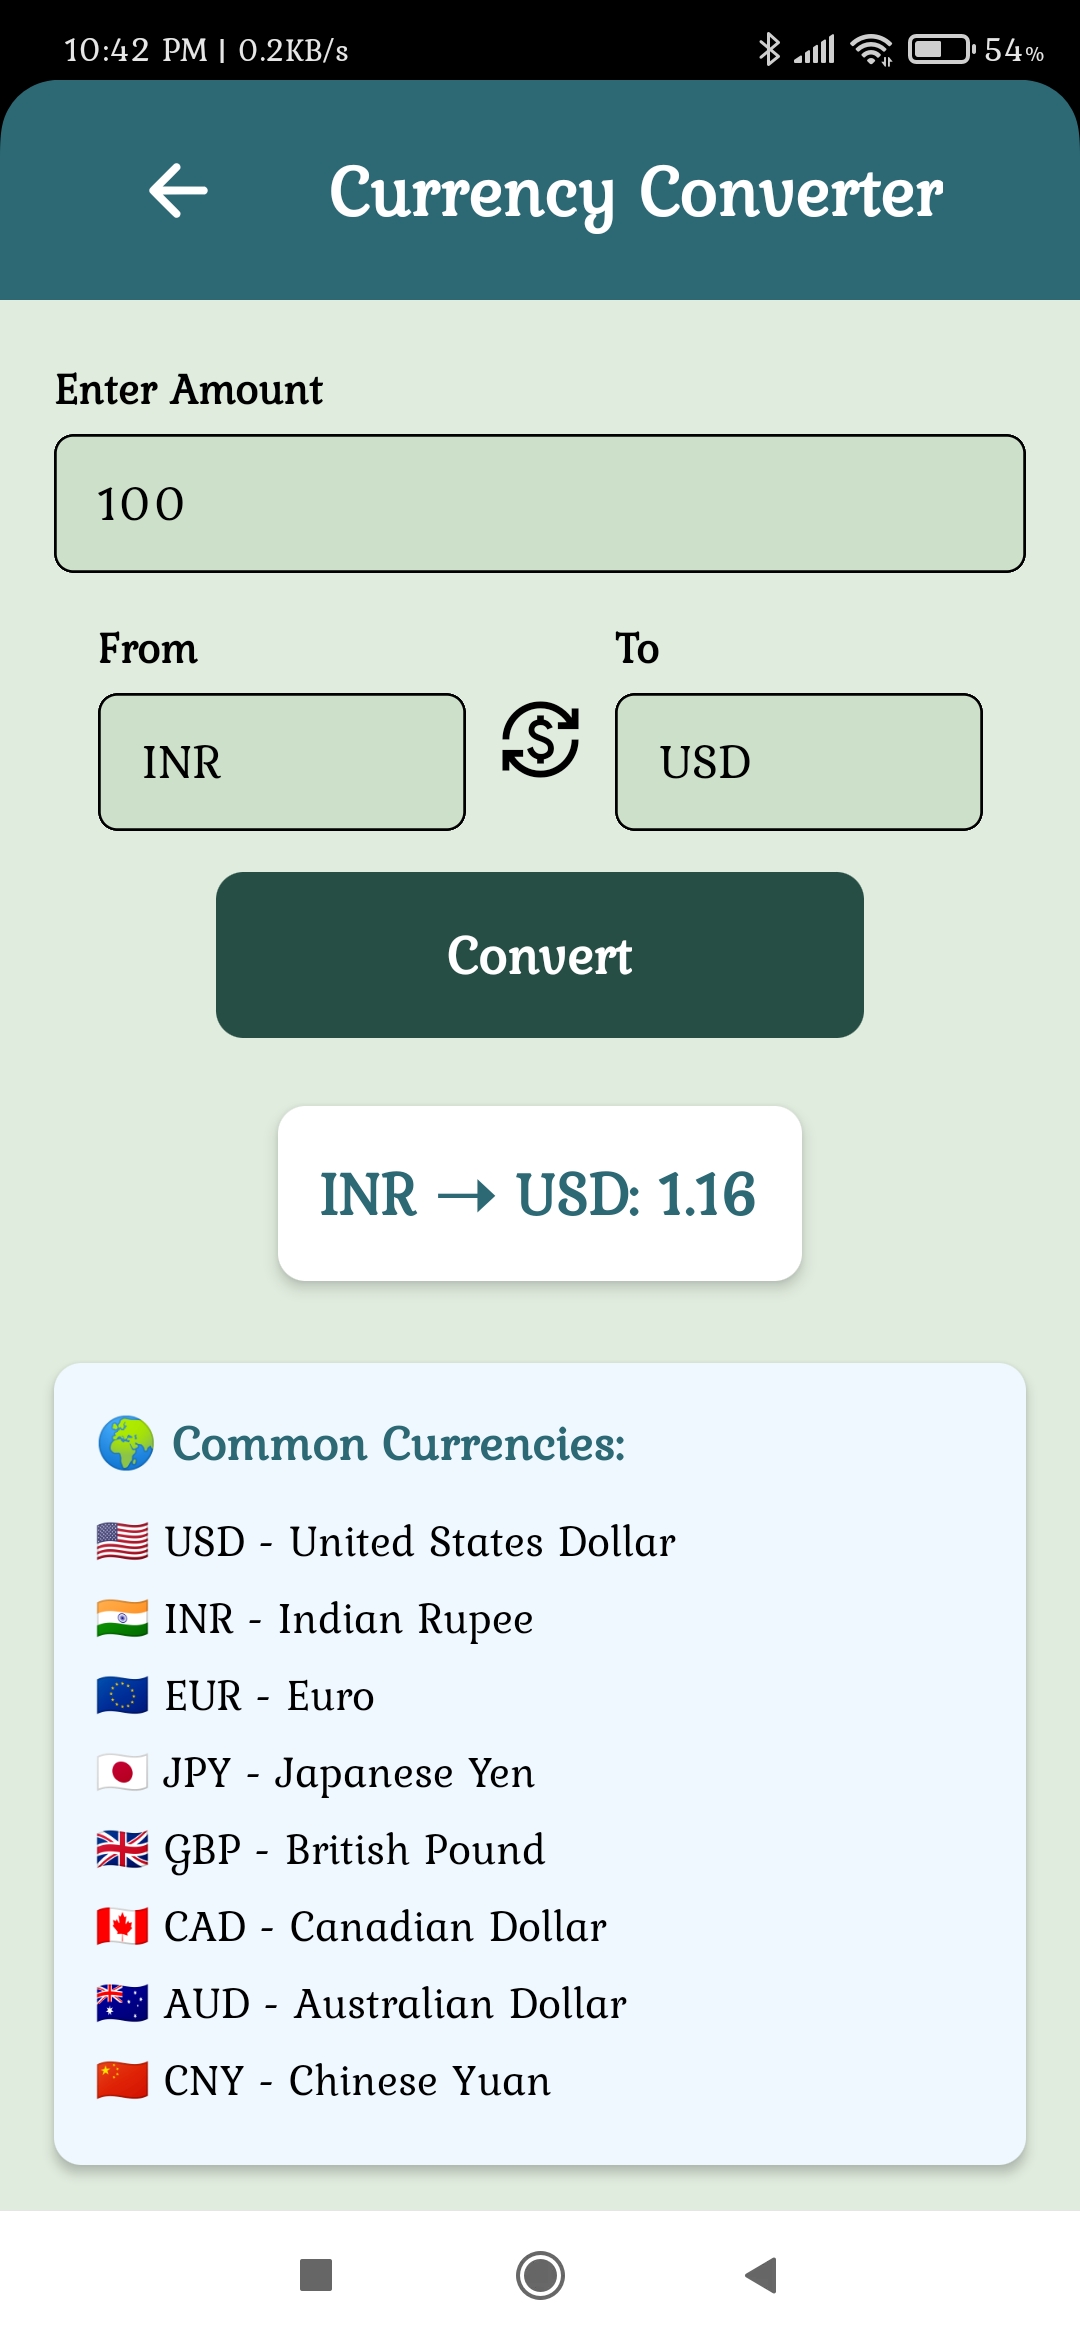 10:42 PM | 0.2KB/s 54%
Currency Converter
Enter Amount
100
From To
INR USD
Convert
INR → USD: 1.16
🌍 Common Currencies:
🇺🇸 USD - United States Dollar
🇮🇳 INR - Indian Rupee
🇪🇺 EUR - Euro
🇯🇵 JPY - Japanese Yen
🇬🇧 GBP - British Pound
🇨🇦 CAD - Canadian Dollar
🇦🇺 AUD - Australian Dollar
🇨🇳 CNY - Chinese Yuan